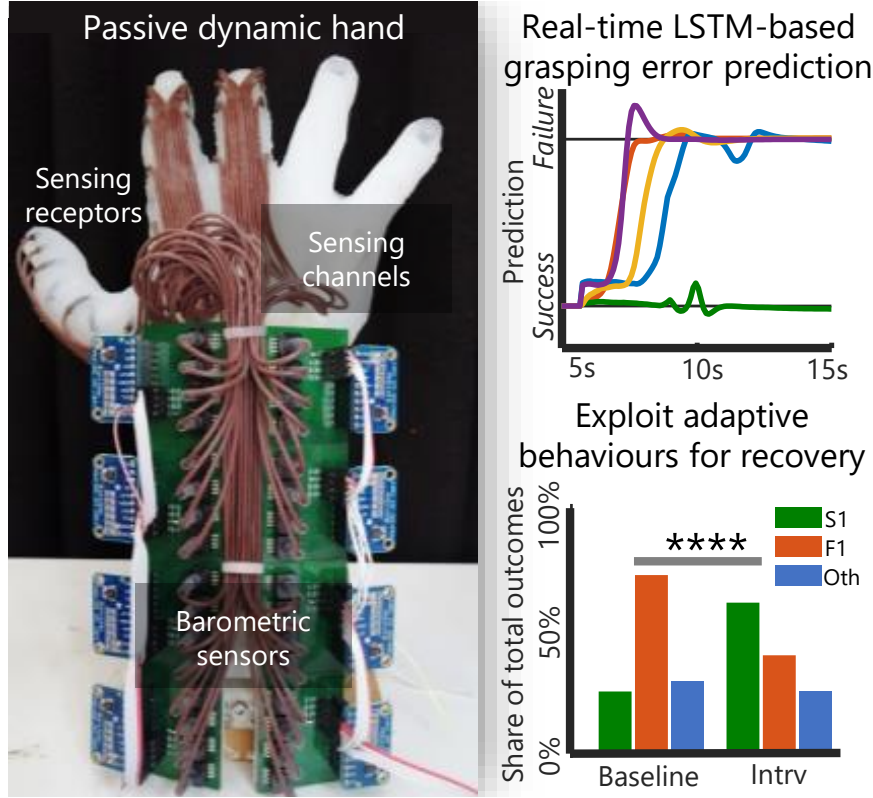 Passive dynamic hand
Sensing
receptors
Sensing
channels
Barometric
sensors
Real-time LSTM-based
grasping error prediction
Prediction
Failure
Success
5s
10s
15s
Exploit adaptive
behaviours for recovery
Share of total outcomes
100%
50%
0%
****
S1
F1
Oth
Baseline
Intrv